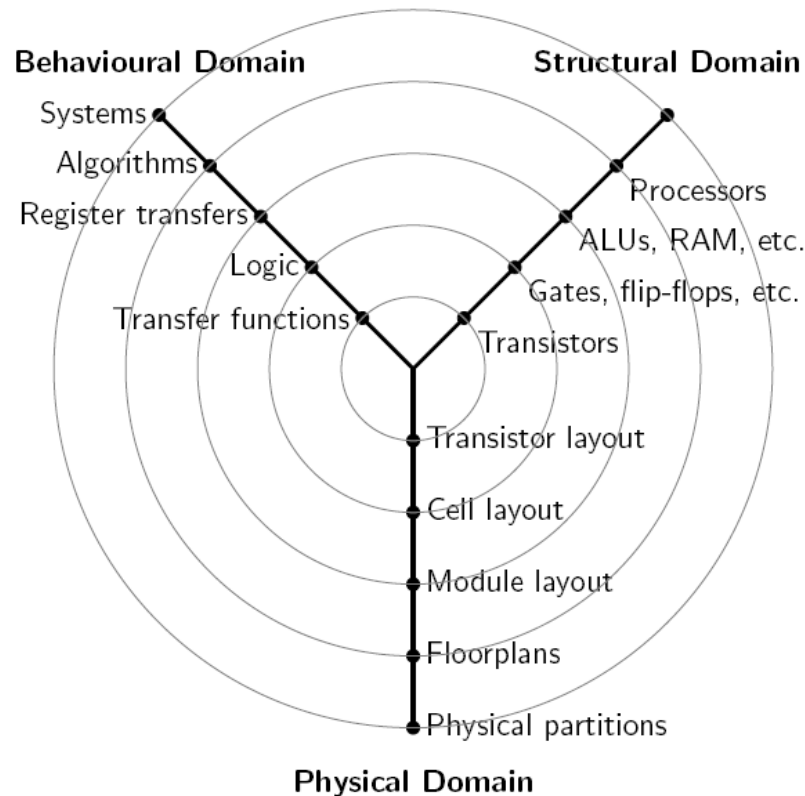 Behavioural Domain
Structural Domain
Systems
Algorithms
Processors
Register transfers
ALUs, RAM, etc.
Logic
Gates, flip-flops, etc.
Transfer functions
Transistors
Transistor layout
Cell layout
Module layout
Floorplans
Physical partitions
Physical Domain